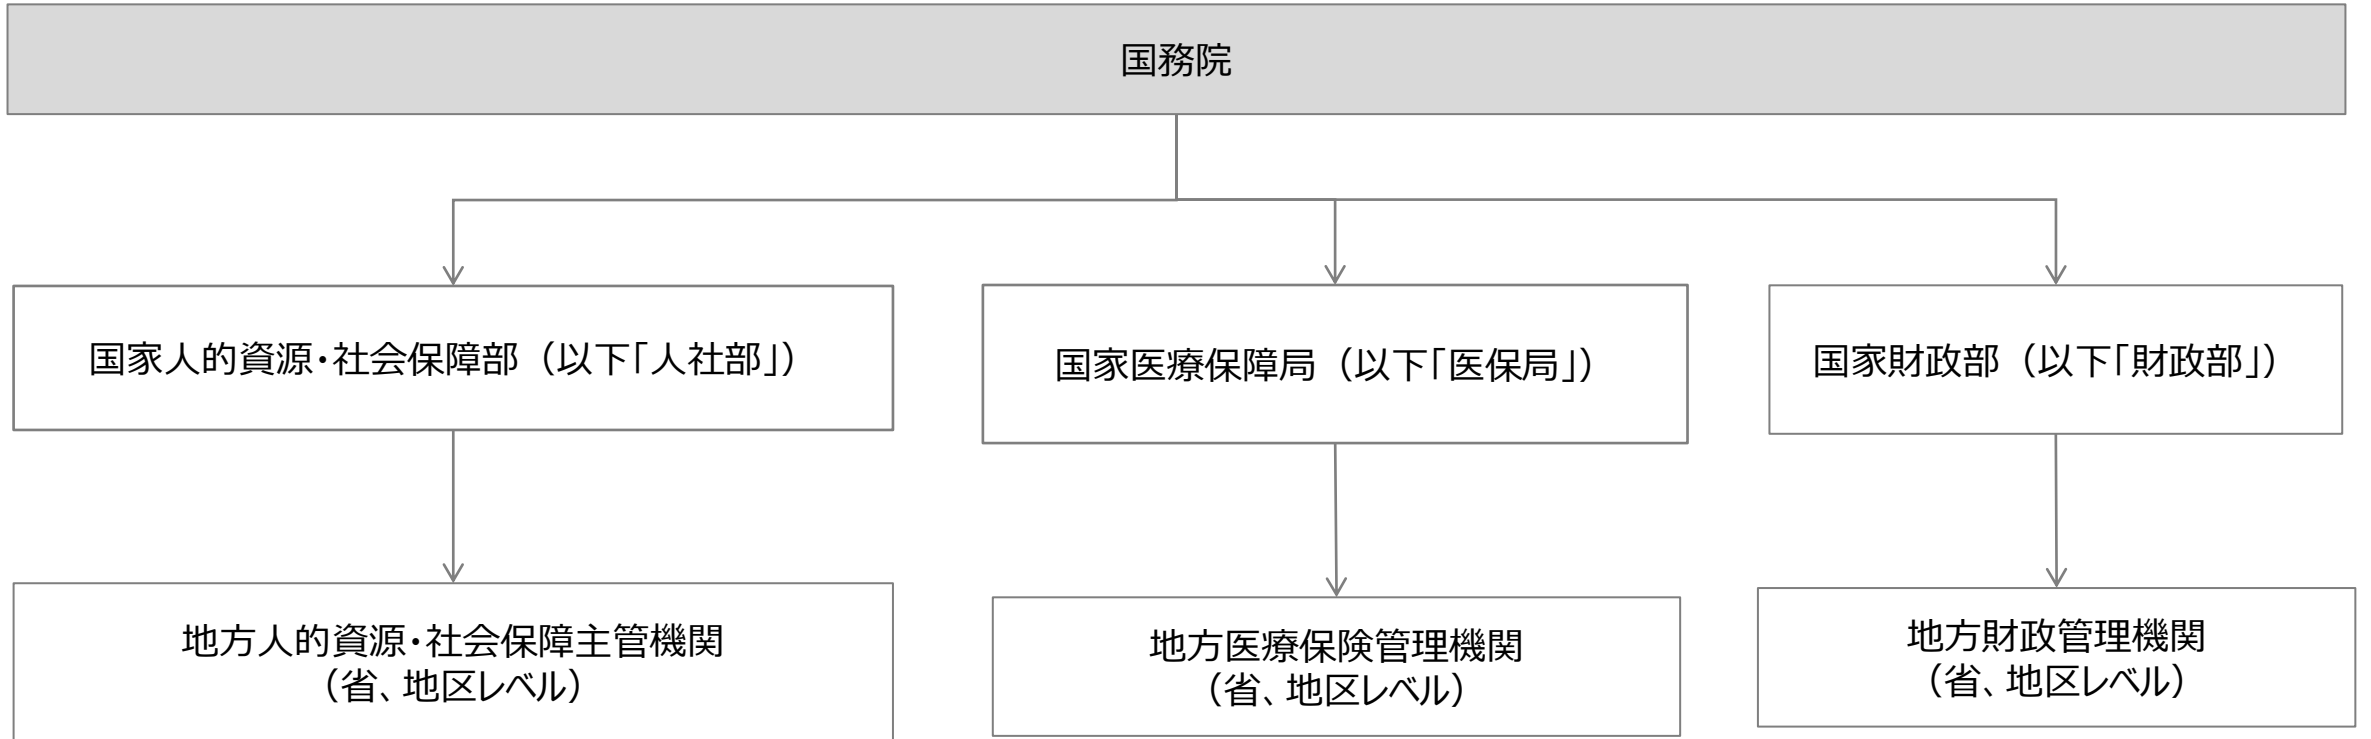 国務院
国家人的資源・社会保障部（以下「人社部」）
国家医療保障局（以下「医保局」）
国家財政部（以下「財政部」）
地方人的資源・社会保障主管機関
（省、地区レベル）
地方医療保険管理機関
（省、地区レベル）
地方財政管理機関
（省、地区レベル）